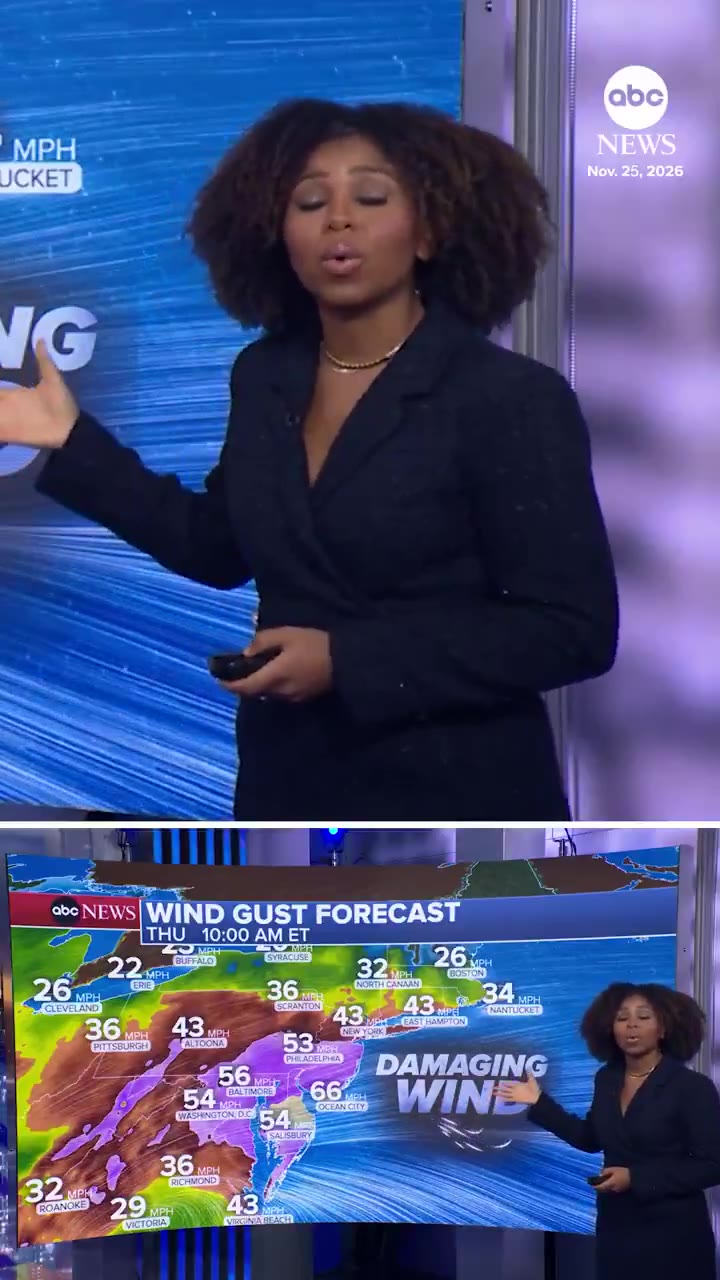 abc
NEWS
Nov. 25, 2026
MPH
UCKET
NG
abc NEWS
WIND GUST FORECAST
THU 10:00 AM ET
MPH
BUFFALO
MPH
SYRACUSE
22 MPH
ERIE
32 MPH
NORTH CANAAN
26 MPH
BOSTON
26 MPH
CLEVELAND
36 MPH
SCRANTON
34 MPH
NANTUCKET
36 MPH
PITTSBURGH
43 MPH
ALTOONA
43 MPH
NEW YORK
43 MPH
EAST HAMPTON
53 MPH
PHILADELPHIA
56 MPH
BALTIMORE
54 MPH
WASHINGTON, D.C.
66 MPH
OCEAN CITY
54 MPH
SALISBURY
DAMAGING
WIND
36 MPH
RICHMOND
32 MPH
ROANOKE
29 MPH
VICTORIA
43 MPH
VIRGINIA BEACH